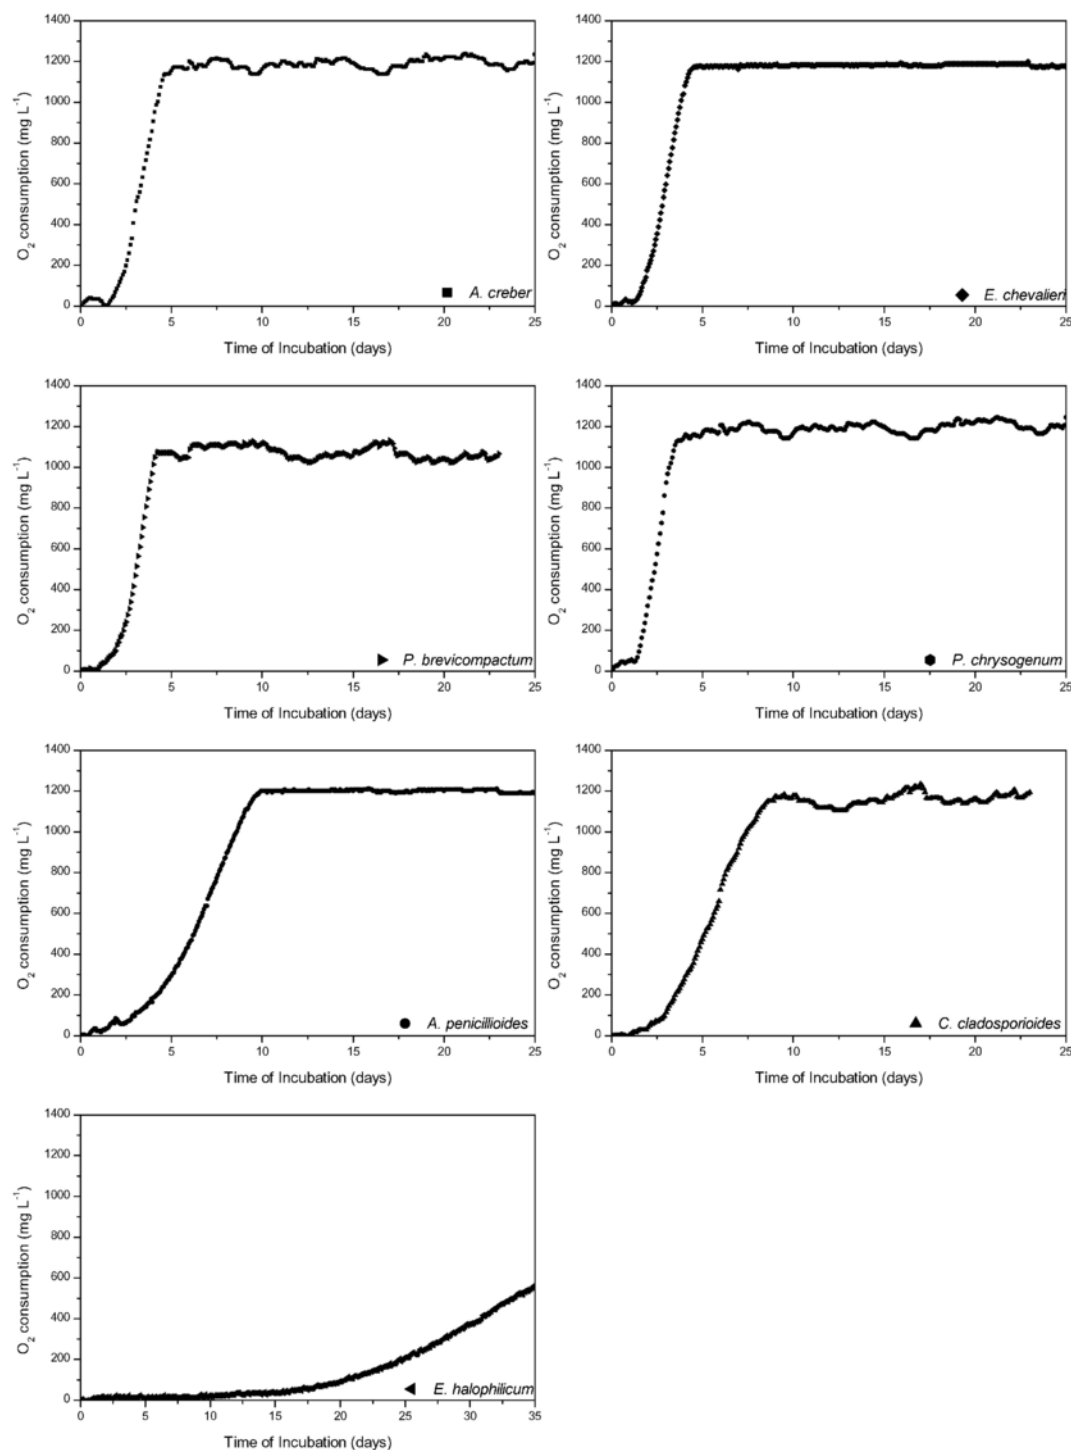 1400
1200
1000
800
600
400
200
0
O₂ consumption (mg L⁻¹)
0 5 10 15 20 25
Time of Incubation (days)
A. creber
1400
1200
1000
800
600
400
200
0
O₂ consumption (mg L⁻¹)
0 5 10 15 20 25
Time of Incubation (days)
E. chevalieri
1400
1200
1000
800
600
400
200
0
O₂ consumption (mg L⁻¹)
0 5 10 15 20 25
Time of Incubation (days)
P. brevicompactum
1400
1200
1000
800
600
400
200
0
O₂ consumption (mg L⁻¹)
0 5 10 15 20 25
Time of Incubation (days)
P. chrysogenum
1400
1200
1000
800
600
400
200
0
O₂ consumption (mg L⁻¹)
0 5 10 15 20 25
Time of Incubation (days)
A. penicillioides
1400
1200
1000
800
600
400
200
0
O₂ consumption (mg L⁻¹)
0 5 10 15 20 25
Time of Incubation (days)
C. cladosporioides
1400
1200
1000
800
600
400
200
0
O₂ consumption (mg L⁻¹)
0 5 10 15 20 25 30 35
Time of Incubation (days)
E. halophilicum